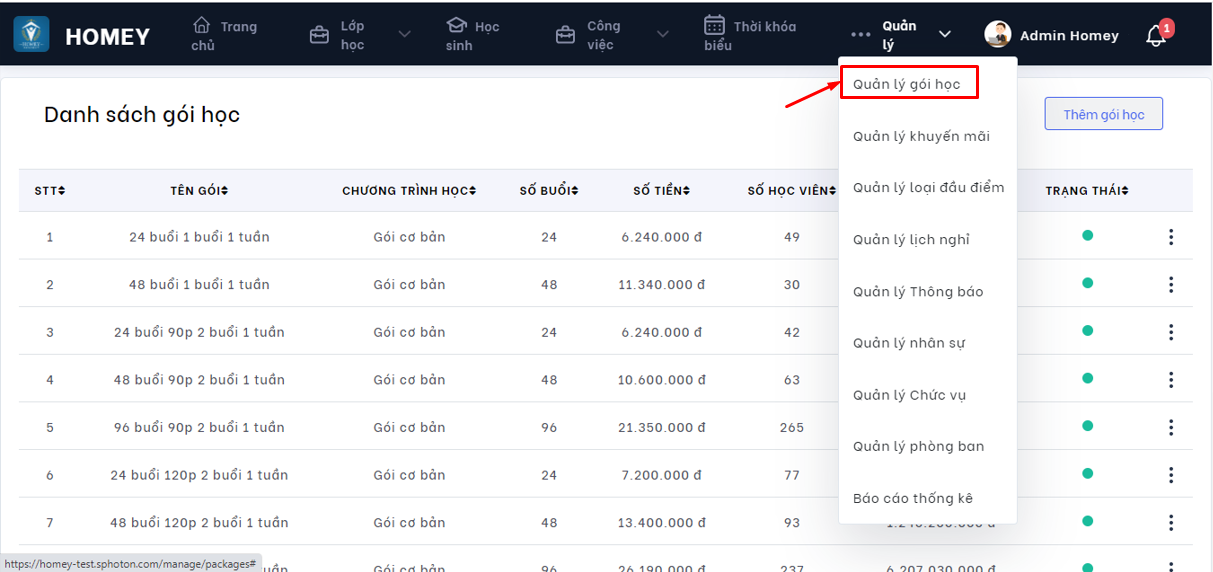 HOMEY
Trang
chủ
Lớp
học
Học
sinh
Công
việc
Thời khóa
biểu
Quản
lý
Admin Homey
1
Danh sách gói học
Quản lý gói học
Quản lý khuyến mãi
Quản lý loại đầu điểm
Quản lý lịch nghỉ
Quản lý Thông báo
Quản lý nhân sự
Quản lý Chức vụ
Quản lý phòng ban
Báo cáo thống kê
Thêm gói học
STT TÊN GÓI CHƯƠNG TRÌNH HỌC SỐ BUỔI SỐ TIỀN SỐ HỌC VIÊN TRẠNG THÁI
1 24 buổi 1 buổi 1 tuần Gói cơ bản 24 6.240.000 đ 49
2 48 buổi 1 buổi 1 tuần Gói cơ bản 48 11.340.000 đ 30
3 24 buổi 90p 2 buổi 1 tuần Gói cơ bản 24 6.240.000 đ 42
4 48 buổi 90p 2 buổi 1 tuần Gói cơ bản 48 10.600.000 đ 63
5 96 buổi 90p 2 buổi 1 tuần Gói cơ bản 96 21.350.000 đ 265
6 24 buổi 120p 2 buổi 1 tuần Gói cơ bản 24 7.200.000 đ 77
7 48 buổi 120p 2 buổi 1 tuần Gói cơ bản 48 13.400.000 đ 93 1.246.200.000 đ
tuần Gói cơ bản 96 26.190.000 đ 237 6.207.030.000 đ
https://homey-test.sphoton.com/manage/packages#